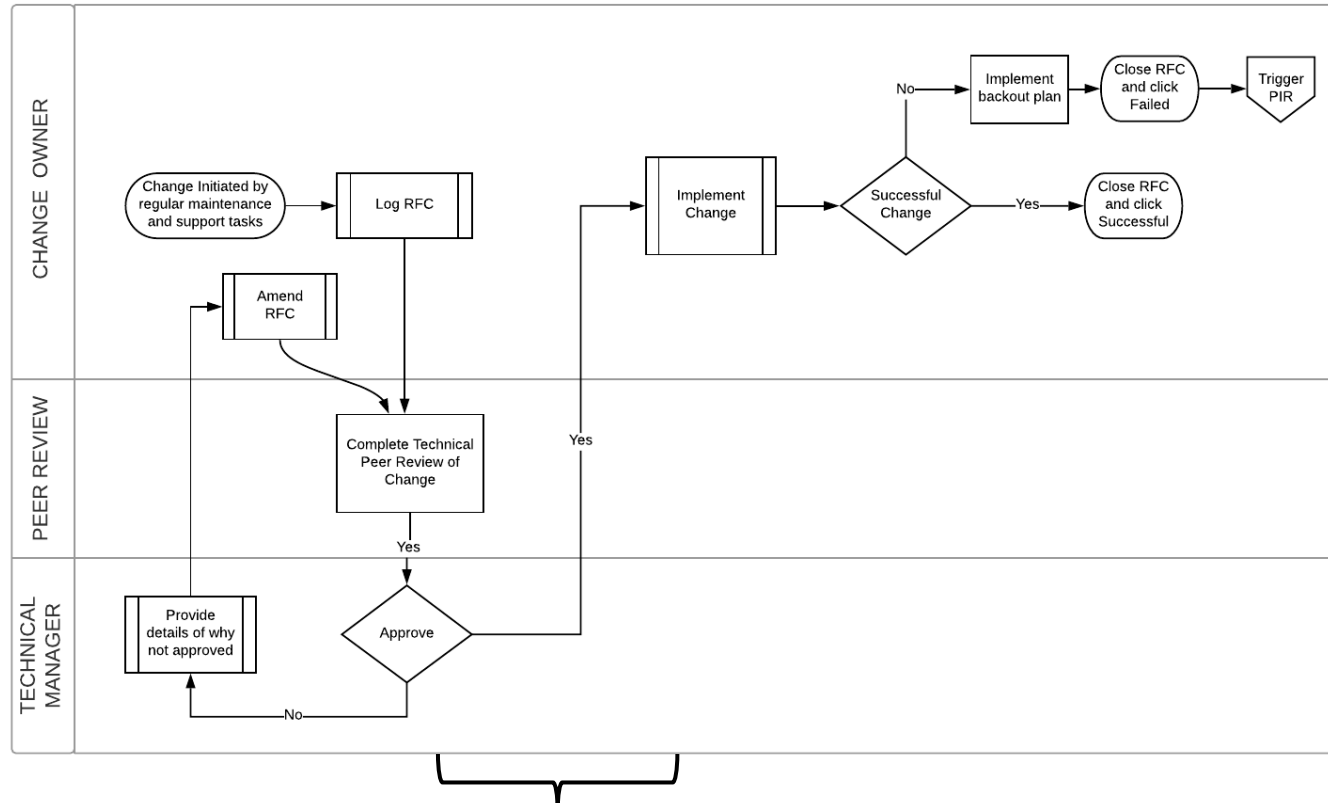 CHANGE OWNER
Change Initiated by
regular maintenance
and support tasks
Log RFC
Amend
RFC
Implement
Change
Successful
Change
No
Implement
backout plan
Close RFC
and click
Failed
Trigger
PIR
Yes
Close RFC
and click
Successful
PEER REVIEW
Complete Technical
Peer Review of
Change
Yes
Yes
TECHNICAL
MANAGER
Provide
details of why
not approved
Approve
No